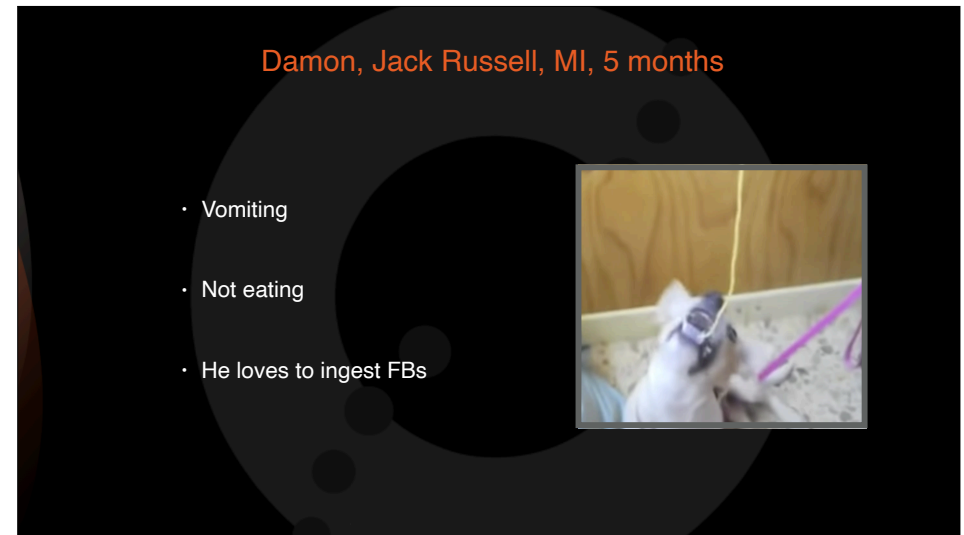 Damon, Jack Russell, MI, 5 months
• Vomiting
• Not eating
• He loves to ingest FBs